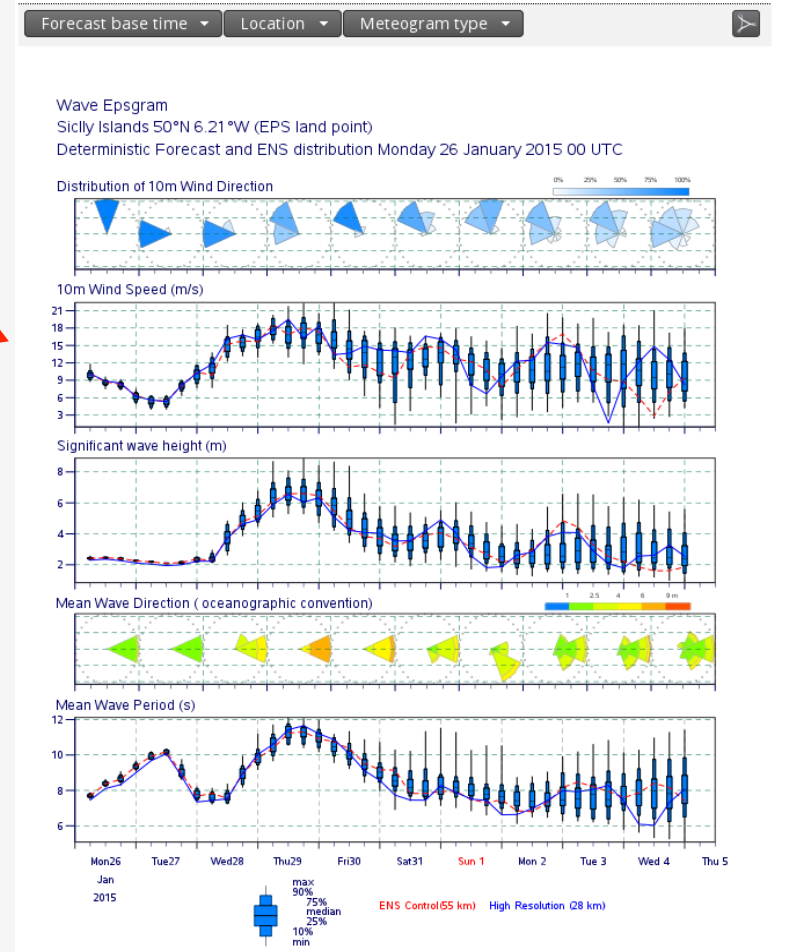 Forecast base time Location Meteogram type
Wave Epsgram
Siclly Islands 50°N 6.21°W (EPS land point)
Deterministic Forecast and ENS distribution Monday 26 January 2015 00 UTC
Distribution of 10m Wind Direction
0% 25% 50% 75% 100%
10m Wind Speed (m/s)
21
18
15
12
9
6
3
Significant wave height (m)
8
6
4
2
Mean Wave Direction ( oceanographic convention)
1 2.5 4 6 9 m
Mean Wave Period (s)
12
10
8
6
Mon26 Tue27 Wed28 Thu29 Fri30 Sat31 Sun 1 Mon 2 Tue 3 Wed 4 Thu 5
Jan
2015
max
90%
75%
median
25%
10%
min
ENS Control(55 km) High Resolution (28 km)